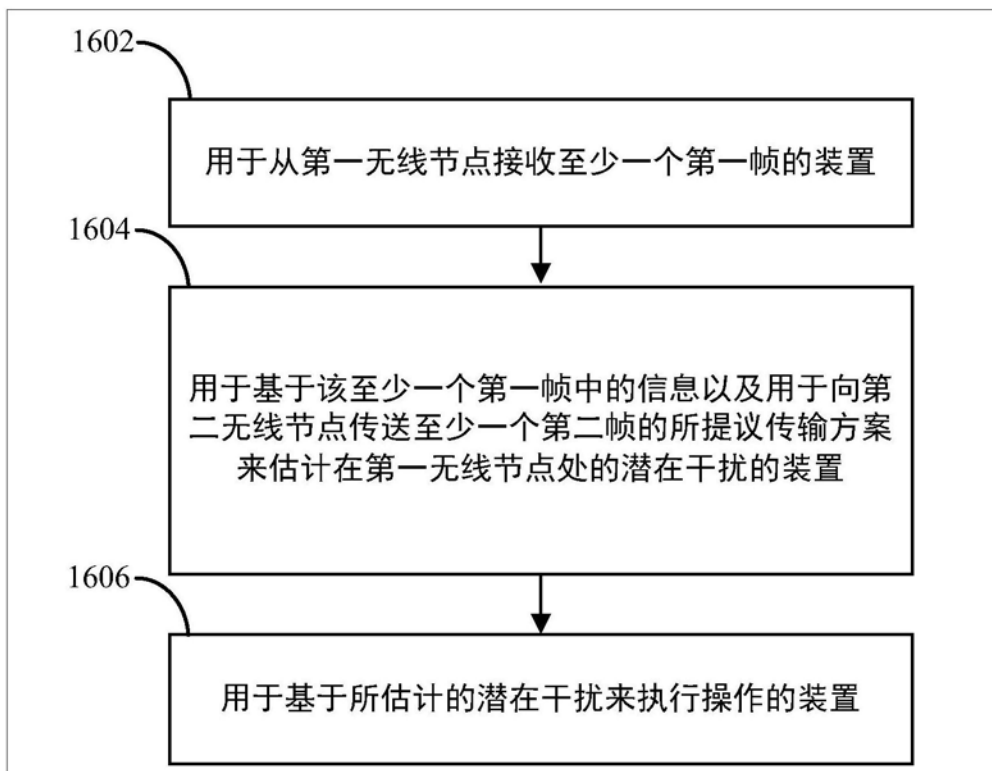 1602
用于从第一无线节点接收至少一个第一帧的装置
1604
用于基于该至少一个第一帧中的信息以及用于向第
二无线节点传送至少一个第二帧的所提议传输方案
来估计在第一无线节点处的潜在干扰的装置
1606
用于基于所估计的潜在干扰来执行操作的装置